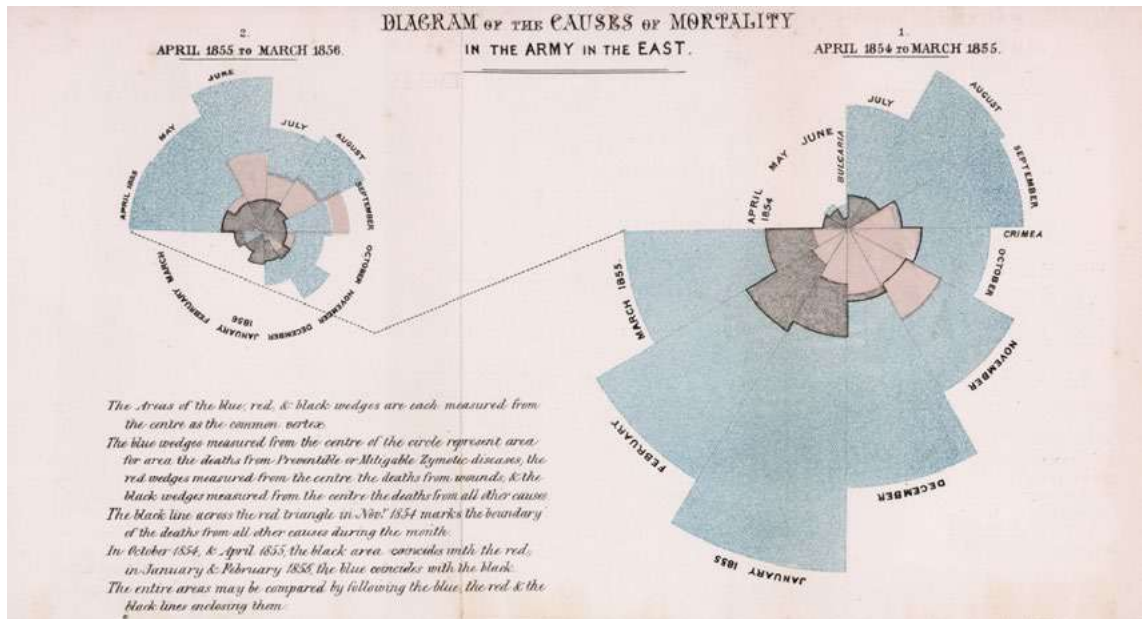 DIAGRAM OF THE CAUSES OF MORTALITY
IN THE ARMY IN THE EAST.
2.
APRIL 1855 TO MARCH 1856.
1.
APRIL 1854 TO MARCH 1855.
APRIL 1855
MAY
JUNE
JULY
AUGUST
SEPTEMBER
OCTOBER
NOVEMBER
DECEMBER
JANUARY
1856
FEBRUARY
MARCH
APRIL
1854
MAY
JUNE
BULGARIA
JULY
AUGUST
SEPTEMBER
CRIMEA
OCTOBER
NOVEMBER
DECEMBER
JANUARY 1855
FEBRUARY
MARCH 1855
The Areas of the blue, red, & black wedges are each measured from
the centre as the common vertex
The blue wedges measured from the centre of the circle represent area
for area the deaths from Preventible or Mitigable Zymotic diseases, the
red wedges measured from the centre the deaths from wounds, & the
black wedges measured from the centre the deaths from all other causes
The black line across the red triangle in Novr. 1854 marks the boundary
of the deaths from all other causes during the month
In October 1854, & April 1855, the black area coincides with the red,
in January & February 1856, the blue coincides with the black
The entire areas may be compared by following the blue, the red & the
black lines enclosing them